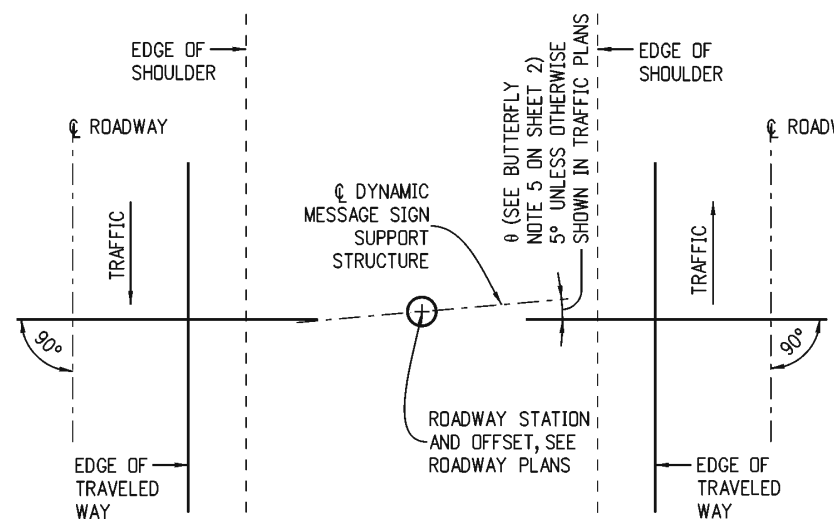 EDGE OF
SHOULDER
EDGE OF
SHOULDER
℄ ROADWAY
℄ ROADW
θ (SEE BUTTERFLY
NOTE 5 ON SHEET 2)
5° UNLESS OTHERWISE
SHOWN IN TRAFFIC PLANS
℄ DYNAMIC
MESSAGE SIGN
SUPPORT
STRUCTURE
TRAFFIC
TRAFFIC
90°
90°
ROADWAY STATION
AND OFFSET, SEE
ROADWAY PLANS
EDGE OF
TRAVELED
WAY
EDGE OF
TRAVELED
WAY